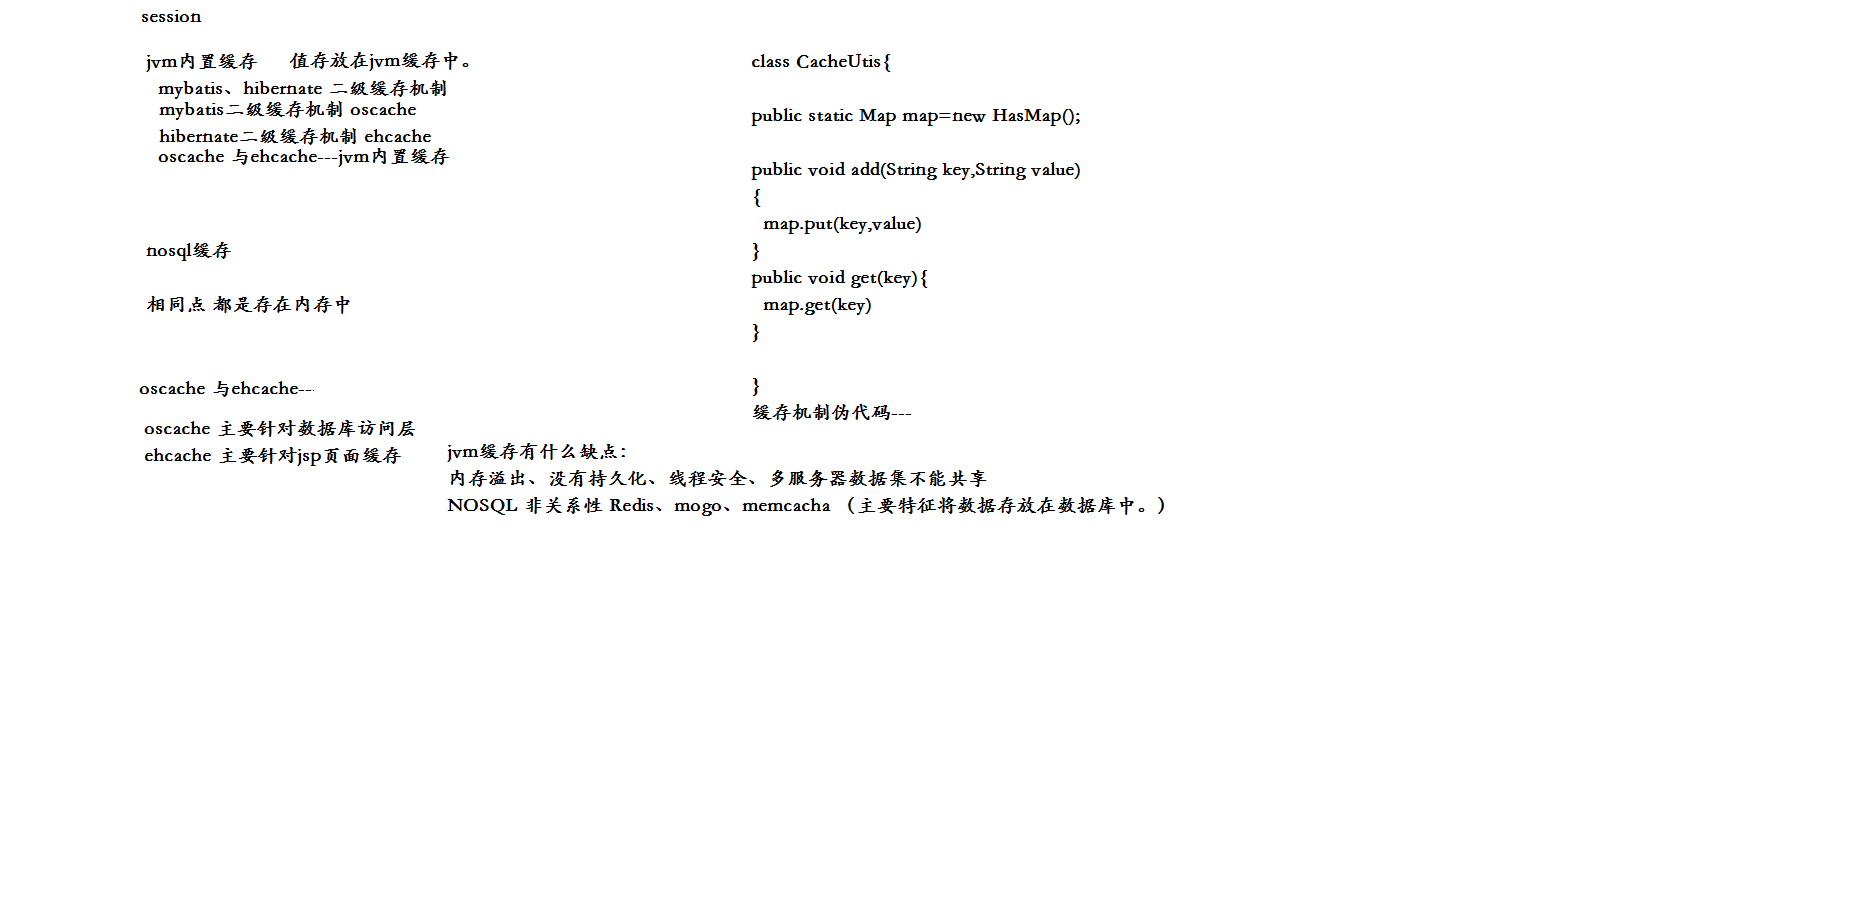 session
jvm内置缓存 值存放在jvm缓存中。
mybatis、hibernate 二级缓存机制
mybatis二级缓存机制 oscache
hibernate二级缓存机制 ehcache
oscache 与ehcache---jvm内置缓存
nosql缓存
相同点 都是存在内存中
oscache 与ehcache---
oscache 主要针对数据库访问层
ehcache 主要针对jsp页面缓存
class CacheUtis{
public static Map map=new HasMap();
public void add(String key,String value)
{
map.put(key,value)
}
public void get(key){
map.get(key)
}
}
缓存机制伪代码---
jvm缓存有什么缺点：
内存溢出、没有持久化、线程安全、多服务器数据集不能共享
NOSQL 非关系性 Redis、mogo、memcacha （主要特征将数据存放在数据库中。）